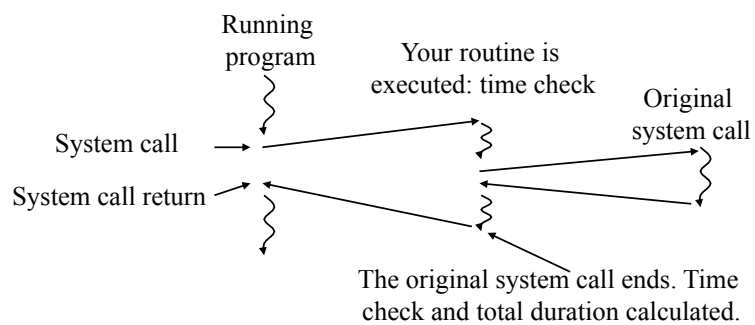 Running
program
Your routine is
executed: time check
Original
system call
System call
System call return
The original system call ends. Time
check and total duration calculated.